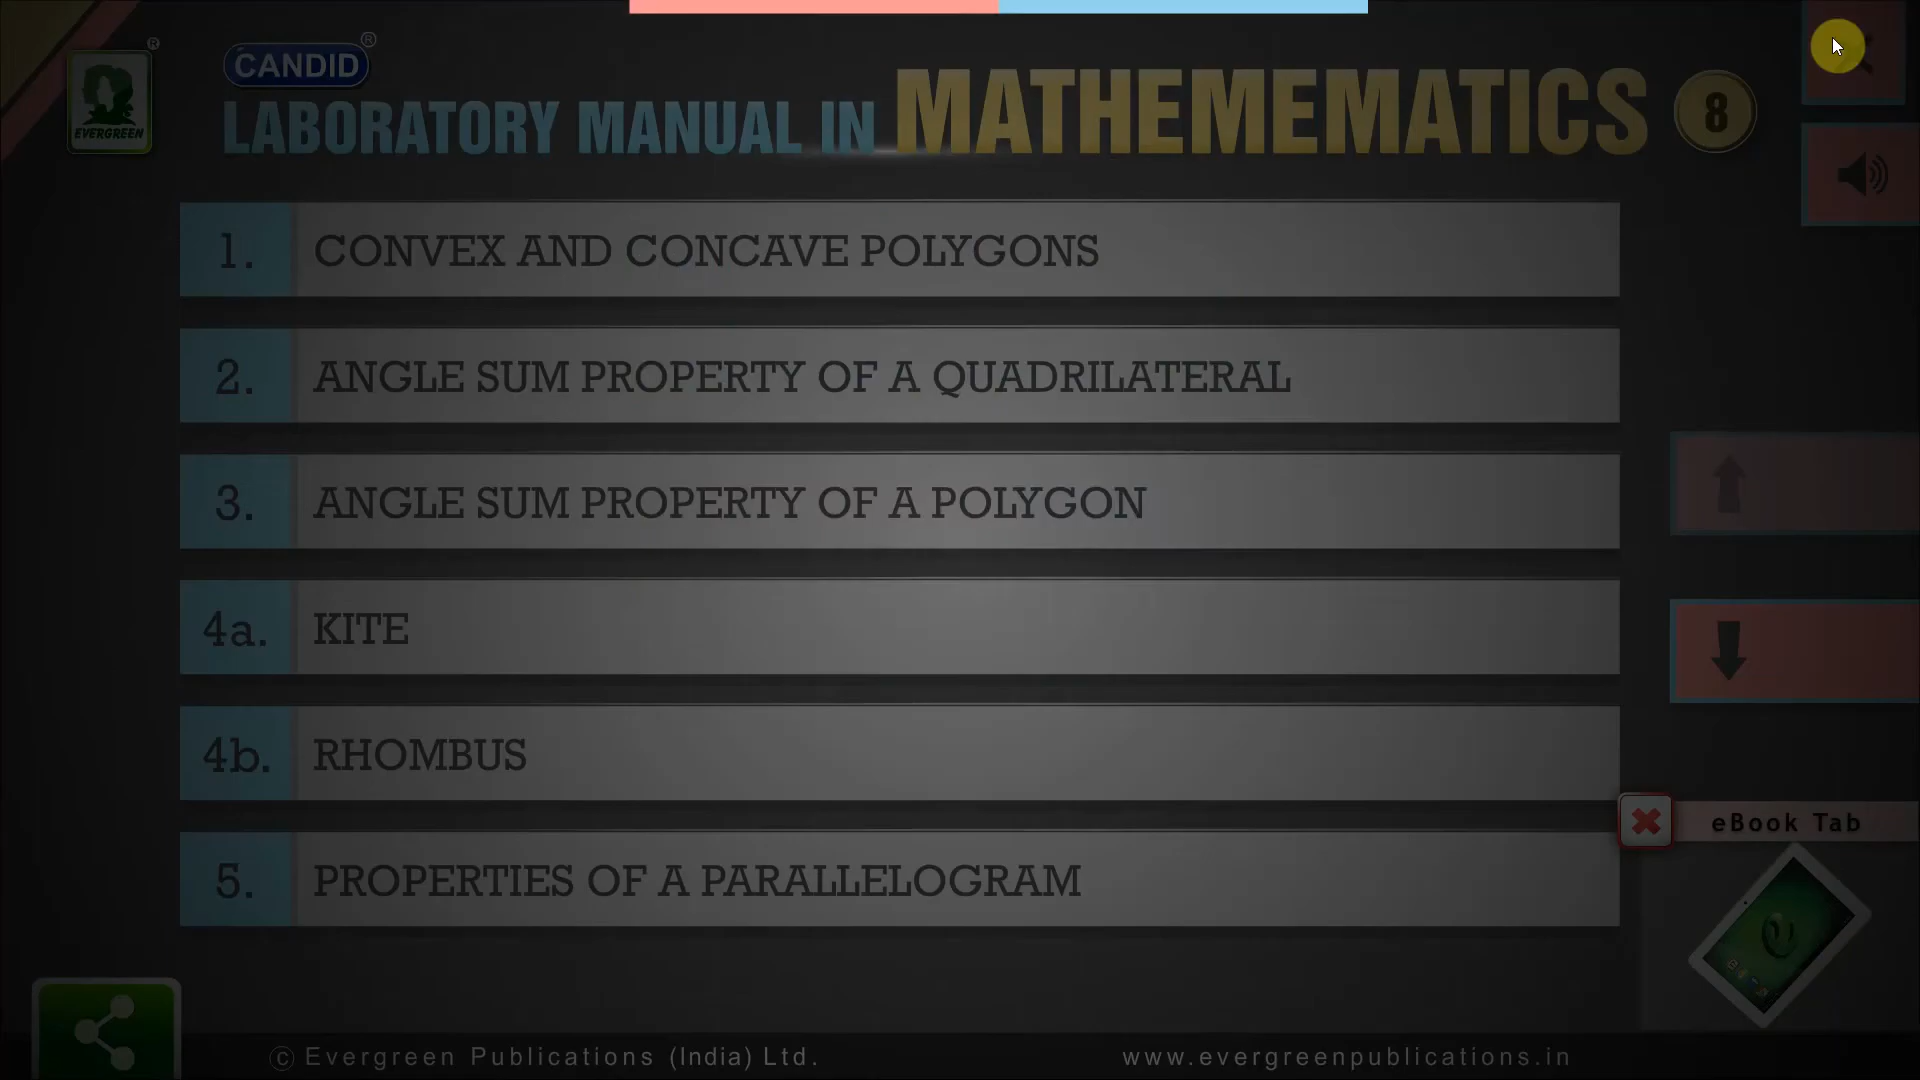 ®
EVERGREEN
CANDID ®
LABORATORY MANUAL IN MATHEMEMATICS 8
1. CONVEX AND CONCAVE POLYGONS
2. ANGLE SUM PROPERTY OF A QUADRILATERAL
3. ANGLE SUM PROPERTY OF A POLYGON
4a. KITE
4b. RHOMBUS
eBook Tab
5. PROPERTIES OF A PARALLELOGRAM
© Evergreen Publications (India) Ltd.
www.evergreenpublications.in